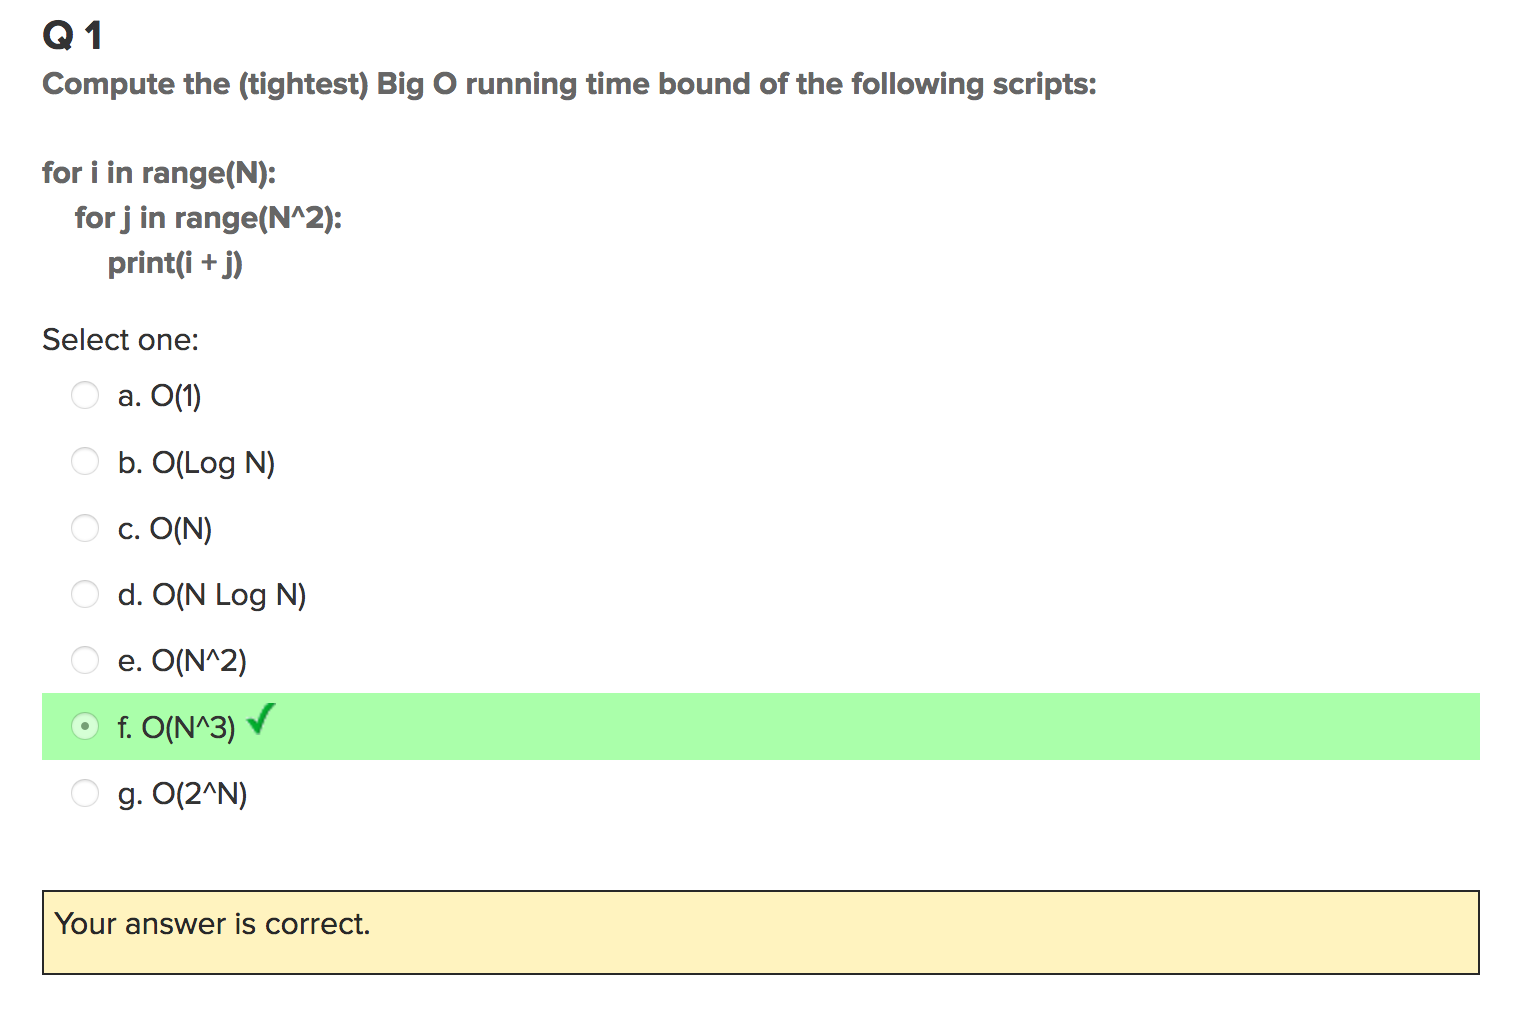 Q 1
Compute the (tightest) Big O running time bound of the following scripts:
for i in range(N):
for j in range(N^2):
print(i + j)
Select one:
a. O(1)
b. O(Log N)
c. O(N)
d. O(N Log N)
e. O(N^2)
f. O(N^3)
g. O(2^N)
Your answer is correct.